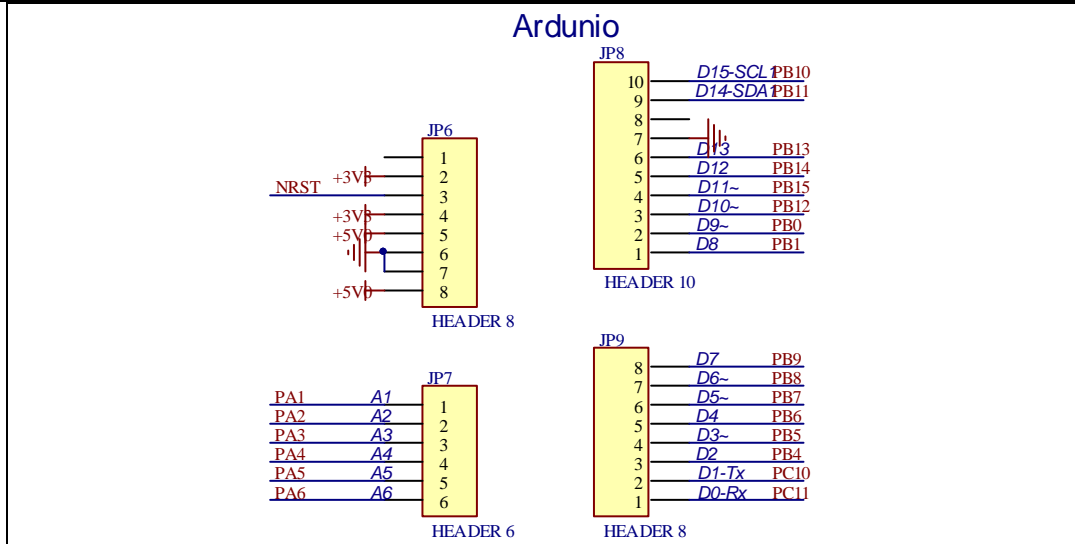 Ardunio
JP6
1
+3V3 2
NRST 3
+3V3 4
+5V0 5
6
7
+5V0 8
HEADER 8
JP7
PA1 A1 1
PA2 A2 2
PA3 A3 3
PA4 A4 4
PA5 A5 5
PA6 A6 6
HEADER 6
JP8
10 D15-SCL1 PB10
9 D14-SDA1 PB11
8
7
6 D13 PB13
5 D12 PB14
4 D11~ PB15
3 D10~ PB12
2 D9~ PB0
1 D8 PB1
HEADER 10
JP9
8 D7 PB9
7 D6~ PB8
6 D5~ PB7
5 D4 PB6
4 D3~ PB5
3 D2 PB4
2 D1-Tx PC10
1 D0-Rx PC11
HEADER 8